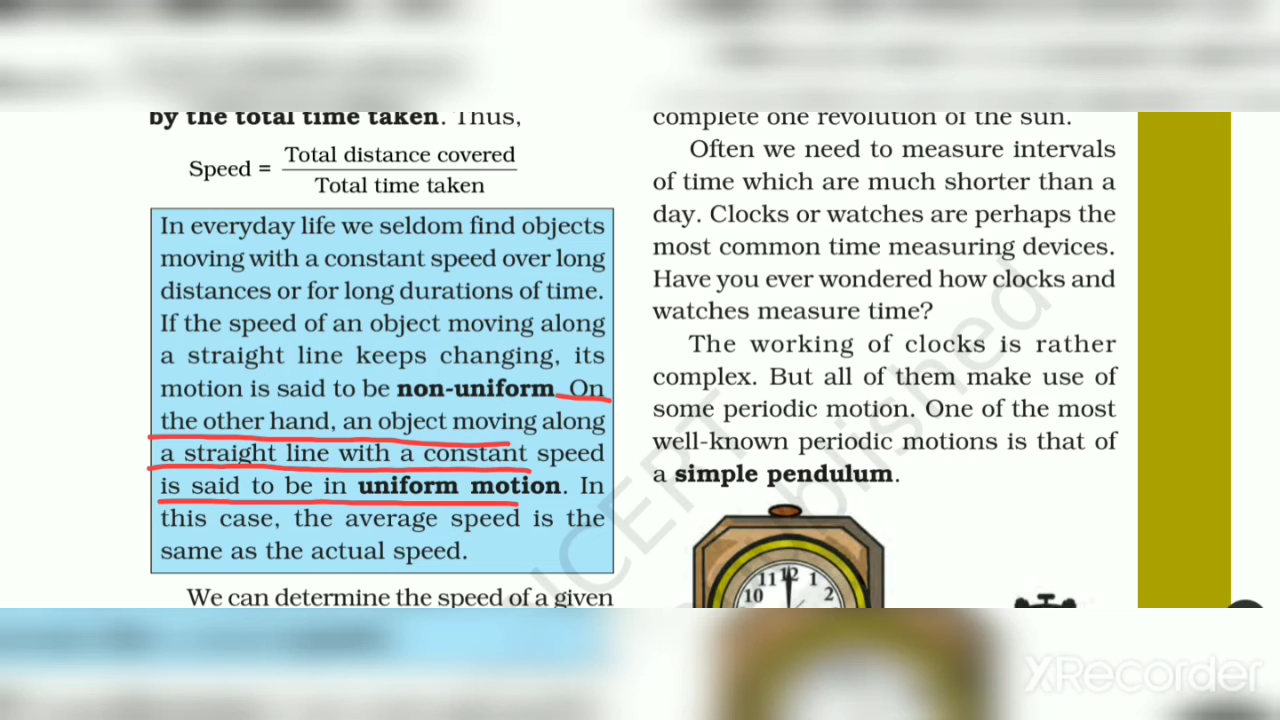 by the total time taken. Thus,
Speed = Total distance covered
Total time taken
In everyday life we seldom find objects
moving with a constant speed over long
distances or for long durations of time.
If the speed of an object moving along
a straight line keeps changing, its
motion is said to be non-uniform. On
the other hand, an object moving along
a straight line with a constant speed
is said to be in uniform motion. In
this case, the average speed is the
same as the actual speed.
We can determine the speed of a given
complete one revolution of the sun.
Often we need to measure intervals
of time which are much shorter than a
day. Clocks or watches are perhaps the
most common time measuring devices.
Have you ever wondered how clocks and
watches measure time?
The working of clocks is rather
complex. But all of them make use of
some periodic motion. One of the most
well-known periodic motions is that of
a simple pendulum.
11 12 1
10 2
XRecorder